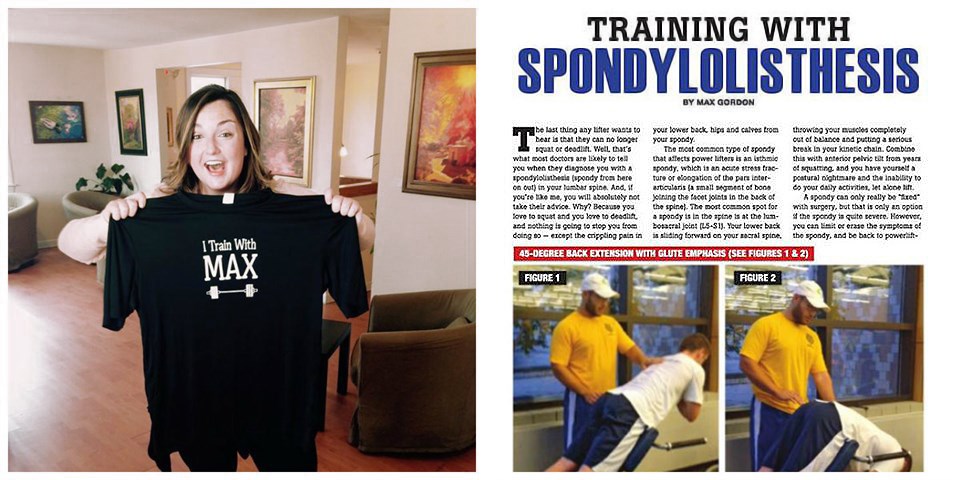 I Train With
MAX
TRAINING WITH
SPONDYLOLISTHESIS
BY MAX GORDON
The last thing any lifter wants to
hear is that they can no longer
squat or deadlift. Well, that's
what most doctors are likely to tell
you when they diagnose you with a
spondylolisthesis (spondy from here
on out) in your lumbar spine. And, if
you're like me, you will absolutely not
take their advice. Why? Because you
love to squat and you love to deadlift,
and nothing is going to stop you from
doing so — except the crippling pain in
your lower back, hips and calves from
your spondy.
The most common type of spondy
that affects power lifters is an isthmic
spondy, which is an acute stress frac-
ture or elongation of the pars inter-
articularis (a small segment of bone
joining the facet joints in the back of
the spine). The most common spot for
a spondy is in the spine is at the lum-
bosacral joint (L5-S1). Your lower back
is sliding forward on your sacral spine,
throwing your muscles completely
out of balance and putting a serious
break in your kinetic chain. Combine
this with anterior pelvic tilt from years
of squatting, and you have yourself a
postural nightmare and the inability to
do your daily activities, let alone lift.
A spondy can only really be "fixed"
with surgery, but that is only an option
if the spondy is quite severe. However,
you can limit or erase the symptoms of
the spondy, and be back to powerlift-
45-DEGREE BACK EXTENSION WITH GLUTE EMPHASIS (SEE FIGURES 1 & 2)
FIGURE 1
FIGURE 2